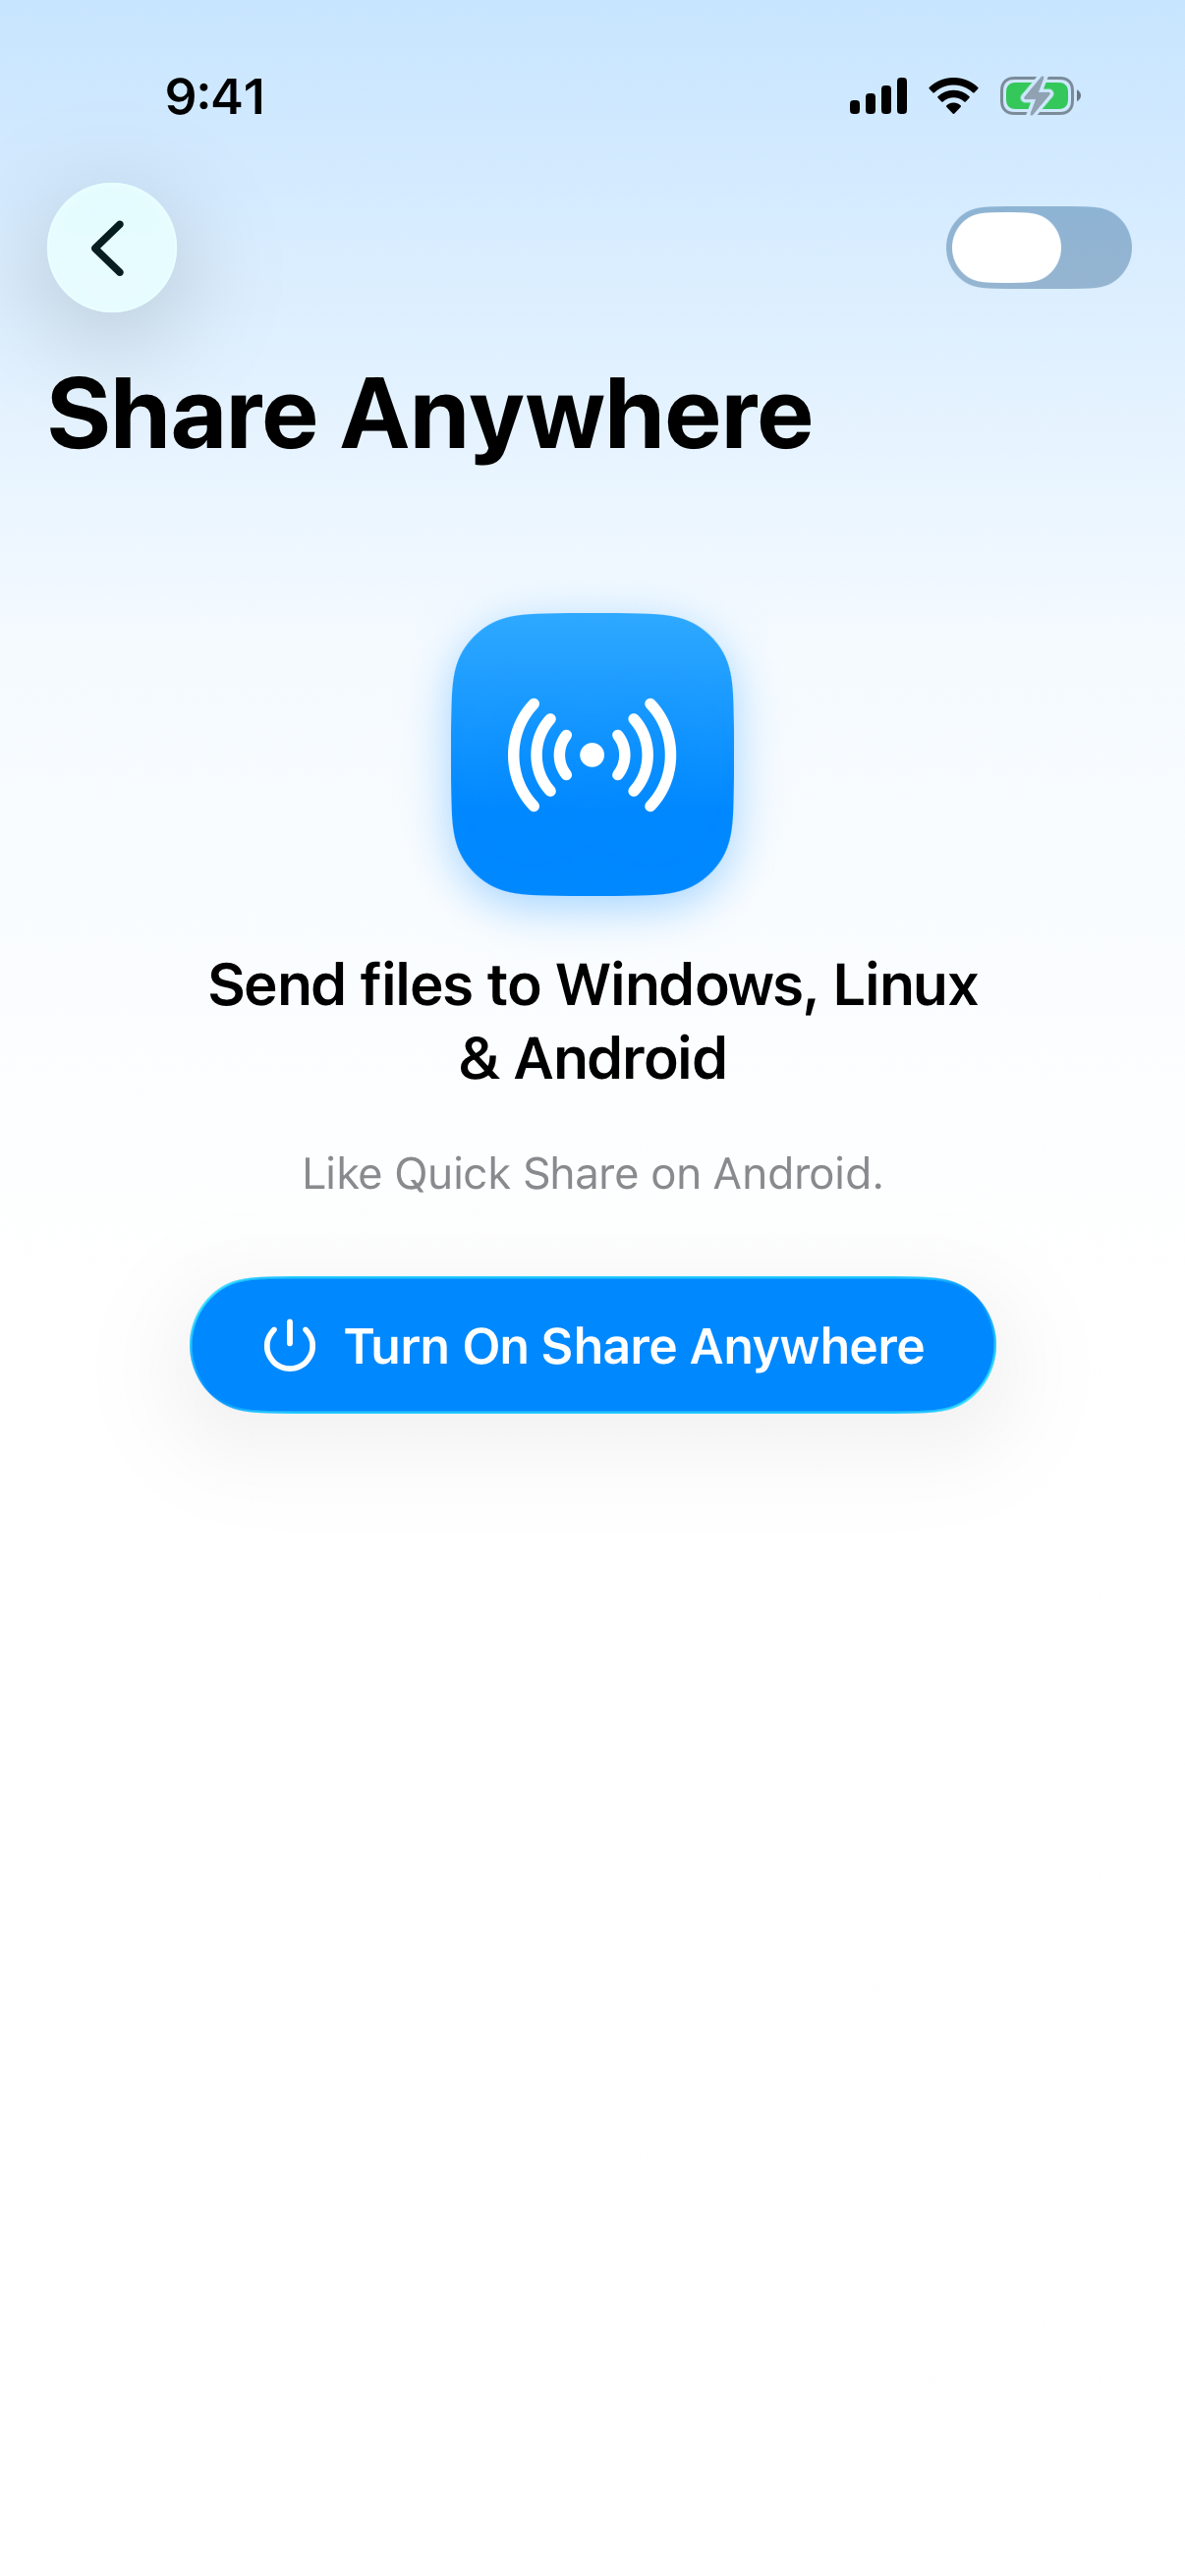 9:41
Share Anywhere
Send files to Windows, Linux
& Android
Like Quick Share on Android.
Turn On Share Anywhere